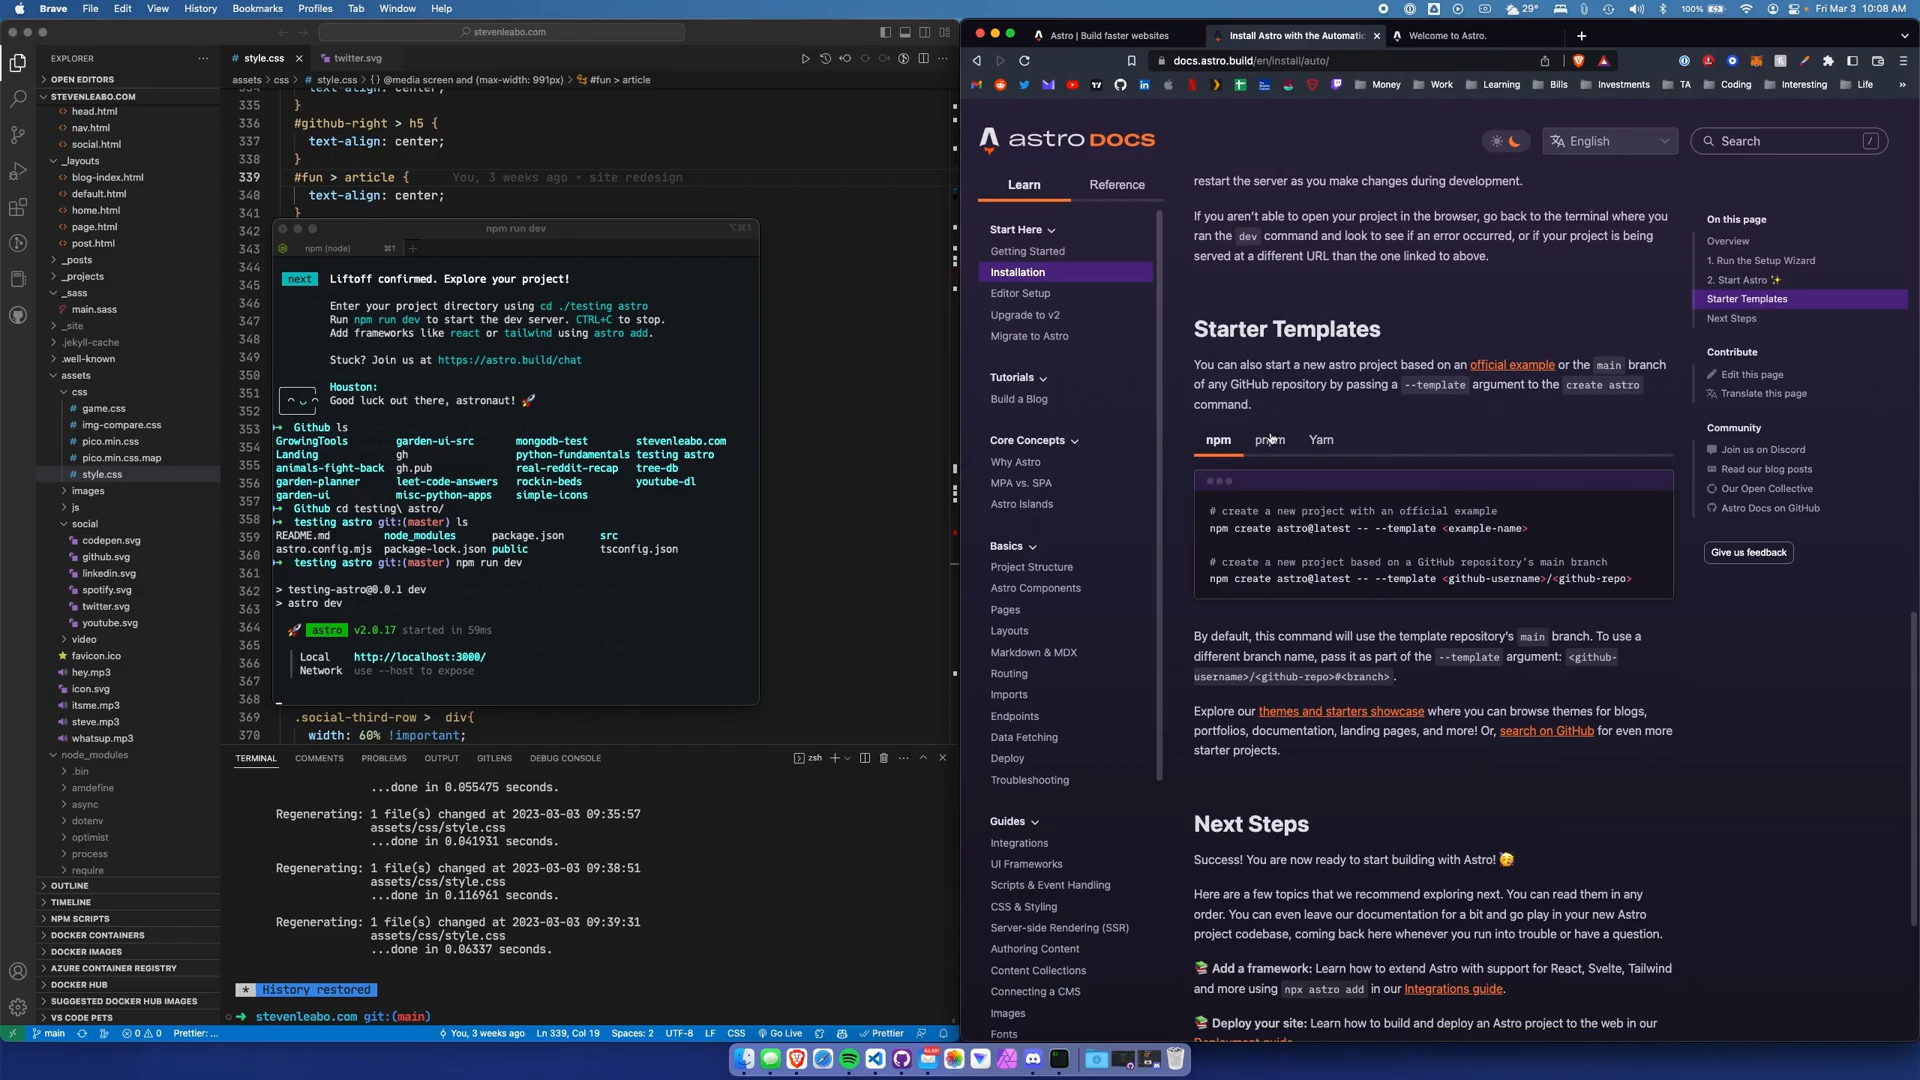 Brave File Edit View History Bookmarks Profiles Tab Window Help
29° 100% Fri Mar 3 10:08 AM
stevenleabo.com
EXPLORER
OPEN EDITORS
STEVENLEABO.COM
head.html
nav.html
social.html
_layouts
blog-index.html
default.html
home.html
page.html
post.html
_posts
_projects
_sass
main.sass
_site
.jekyll-cache
.well-known
assets
css
# game.css
# img-compare.css
# pico.min.css
pico.min.css.map
# style.css
images
js
social
codepen.svg
github.svg
linkedin.svg
spotify.svg
twitter.svg
youtube.svg
video
favicon.ico
hey.mp3
icon.svg
itsme.mp3
steve.mp3
whatsup.mp3
node_modules
.bin
amdefine
async
dotenv
optimist
process
require
OUTLINE
TIMELINE
NPM SCRIPTS
DOCKER CONTAINERS
DOCKER IMAGES
AZURE CONTAINER REGISTRY
DOCKER HUB
SUGGESTED DOCKER HUB IMAGES
VS CODE PETS
# style.css twitter.svg
assets > css > # style.css > {} @media screen and (max-width: 991px) > #fun > article
334 text-align: center;
335 }
336 #github-right > h5 {
337 text-align: center;
338 }
339 #fun > article { You, 3 weeks ago • site redesign
340 text-align: center;
341 }
342
343
344
345
346
347
348
349
350
351
352
353
354
355
356
357
358
359
360
361
362
363
364
365
366
367
368
369 .social-third-row > div{
370 width: 60% !important;
npm run dev ⌥⌘1
npm (node) ⌘1 +
next Liftoff confirmed. Explore your project!
Enter your project directory using cd ./testing astro
Run npm run dev to start the dev server. CTRL+C to stop.
Add frameworks like react or tailwind using astro add.
Stuck? Join us at https://astro.build/chat
Houston:
Good luck out there, astronaut! 🚀
➜ Github ls
GrowingTools garden-ui-src mongodb-test stevenleabo.com
Landing gh python-fundamentals testing astro
animals-fight-back gh.pub real-reddit-recap tree-db
garden-planner leet-code-answers rockin-beds youtube-dl
garden-ui misc-python-apps simple-icons
➜ Github cd testing\ astro/
➜ testing astro git:(master) ls
README.md node_modules package.json src
astro.config.mjs package-lock.json public tsconfig.json
➜ testing astro git:(master) npm run dev
> testing-astro@0.0.1 dev
> astro dev
🚀 astro v2.0.17 started in 59ms
Local http://localhost:3000/
Network use --host to expose
TERMINAL COMMENTS PROBLEMS OUTPUT GITLENS DEBUG CONSOLE zsh
...done in 0.055475 seconds.
Regenerating: 1 file(s) changed at 2023-03-03 09:35:57
assets/css/style.css
...done in 0.041931 seconds.
Regenerating: 1 file(s) changed at 2023-03-03 09:38:51
assets/css/style.css
...done in 0.116961 seconds.
Regenerating: 1 file(s) changed at 2023-03-03 09:39:31
assets/css/style.css
...done in 0.06337 seconds.
* History restored
➜ stevenleabo.com git:(main)
main 0 0 Prettier: ... You, 3 weeks ago Ln 339, Col 19 Spaces: 2 UTF-8 LF CSS Go Live Prettier
Astro | Build faster websites Install Astro with the Automatic Welcome to Astro.
docs.astro.build/en/install/auto/
Money Work Learning Bills Investments TA Coding Interesting Life »
astro DOCS
English Search /
Learn Reference
Start Here
Getting Started
Installation
Editor Setup
Upgrade to v2
Migrate to Astro
Tutorials
Build a Blog
Core Concepts
Why Astro
MPA vs. SPA
Astro Islands
Basics
Project Structure
Astro Components
Pages
Layouts
Markdown & MDX
Routing
Imports
Endpoints
Data Fetching
Deploy
Troubleshooting
Guides
Integrations
UI Frameworks
Scripts & Event Handling
CSS & Styling
Server-side Rendering (SSR)
Authoring Content
Content Collections
Connecting a CMS
Images
Fonts
restart the server as you make changes during development.
If you aren't able to open your project in the browser, go back to the terminal where you
ran the dev command and look to see if an error occurred, or if your project is being
served at a different URL than the one linked to above.
Starter Templates
You can also start a new astro project based on an official example or the main branch
of any GitHub repository by passing a --template argument to the create astro
command.
npm pnpm Yarn
# create a new project with an official example
npm create astro@latest -- --template <example-name>
# create a new project based on a GitHub repository's main branch
npm create astro@latest -- --template <github-username>/<github-repo>
By default, this command will use the template repository's main branch. To use a
different branch name, pass it as part of the --template argument: <github-
username>/<github-repo>#<branch>.
Explore our themes and starters showcase where you can browse themes for blogs,
portfolios, documentation, landing pages, and more! Or, search on GitHub for even more
starter projects.
Next Steps
Success! You are now ready to start building with Astro! 🥳
Here are a few topics that we recommend exploring next. You can read them in any
order. You can even leave our documentation for a bit and go play in your new Astro
project codebase, coming back here whenever you run into trouble or have a question.
📚 Add a framework: Learn how to extend Astro with support for React, Svelte, Tailwind
and more using npx astro add in our Integrations guide.
📚 Deploy your site: Learn how to build and deploy an Astro project to the web in our
Deployment guide.
On this page
Overview
1. Run the Setup Wizard
2. Start Astro ✨
Starter Templates
Next Steps
Contribute
Edit this page
Translate this page
Community
Join us on Discord
Read our blog posts
Our Open Collective
Astro Docs on GitHub
Give us feedback